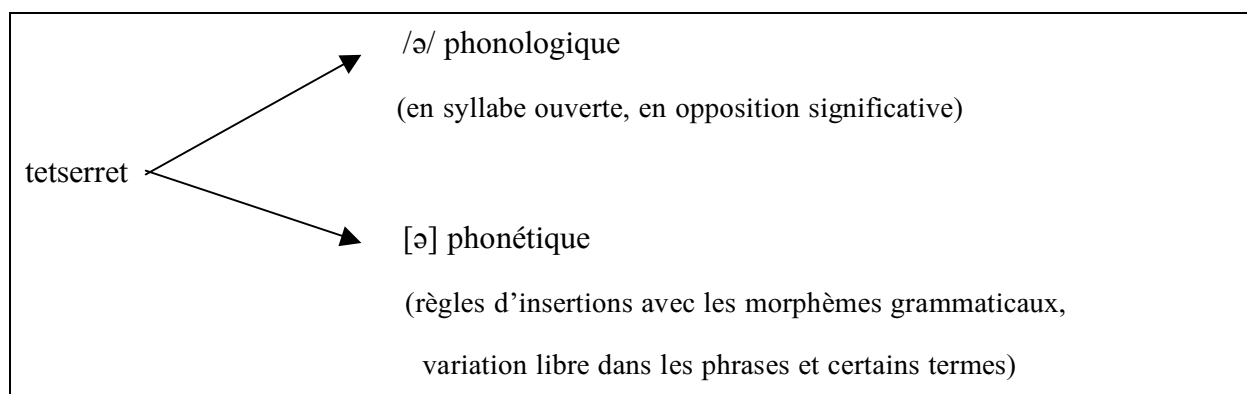 /ə/ phonologique
(en syllabe ouverte, en opposition significative)
tetserret
[ə] phonétique
(règles d’insertions avec les morphèmes grammaticaux,
variation libre dans les phrases et certains termes)